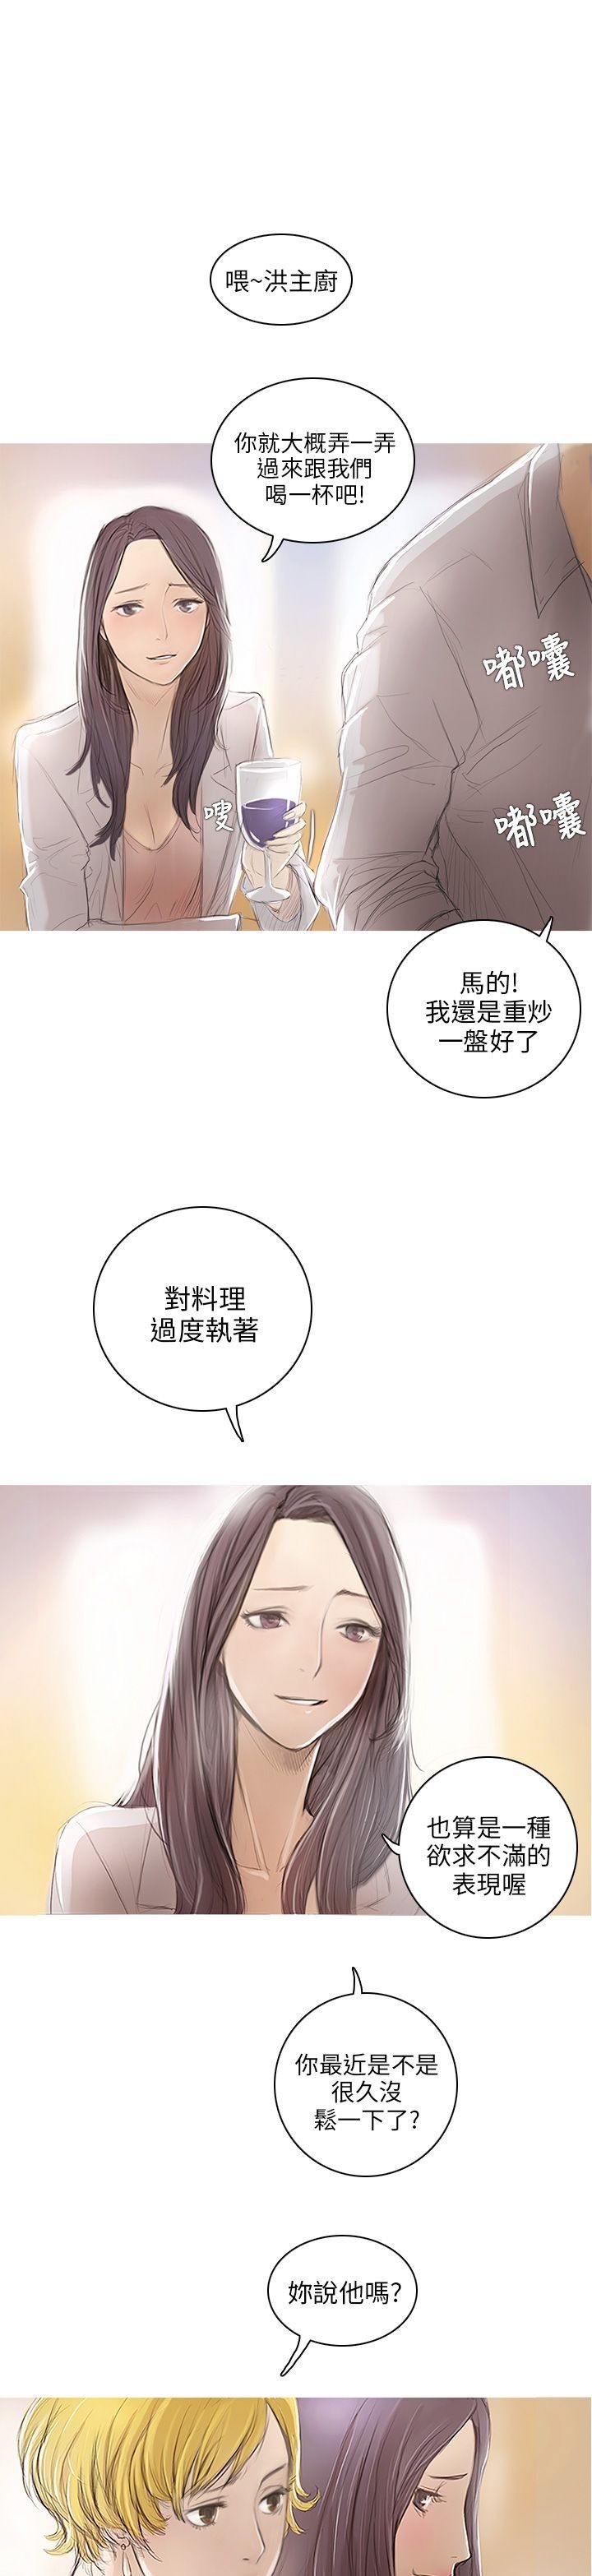 喂~洪主廚
你就大概弄一弄
過來跟我們
喝一杯吧!
嘟囔
嗖
嘟囔
馬的!
我還是重炒
一盤好了
對料理
過度執著
也算是一種
欲求不滿的
表現喔
你最近是不是
很久沒
鬆一下了?
妳說他嗎?